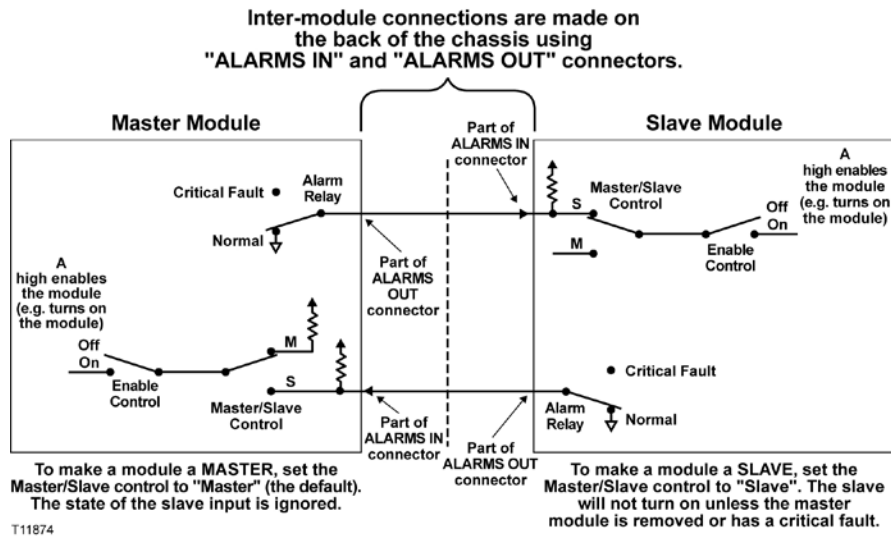 Inter-module connections are made on
the back of the chassis using
"ALARMS IN" and "ALARMS OUT" connectors.
Master Module
Slave Module
Part of
ALARMS IN
connector
A
high enables
the module
(e.g. turns on
the module)
Critical Fault
Alarm
Relay
Normal
S
Master/Slave
Control
Off
On
M
Enable
Control
Part of
ALARMS
OUT
connector
A
high enables
the module
(e.g. turns on
the module)
Off
On
Enable
Control
M
S
Master/Slave
Control
Part of
ALARMS IN
connector
Part of
ALARMS OUT
connector
Critical Fault
Alarm
Relay
Normal
To make a module a MASTER, set the
Master/Slave control to "Master" (the default).
The state of the slave input is ignored.
To make a module a SLAVE, set the
Master/Slave control to "Slave". The slave
will not turn on unless the master
module is removed or has a critical fault.
T11874